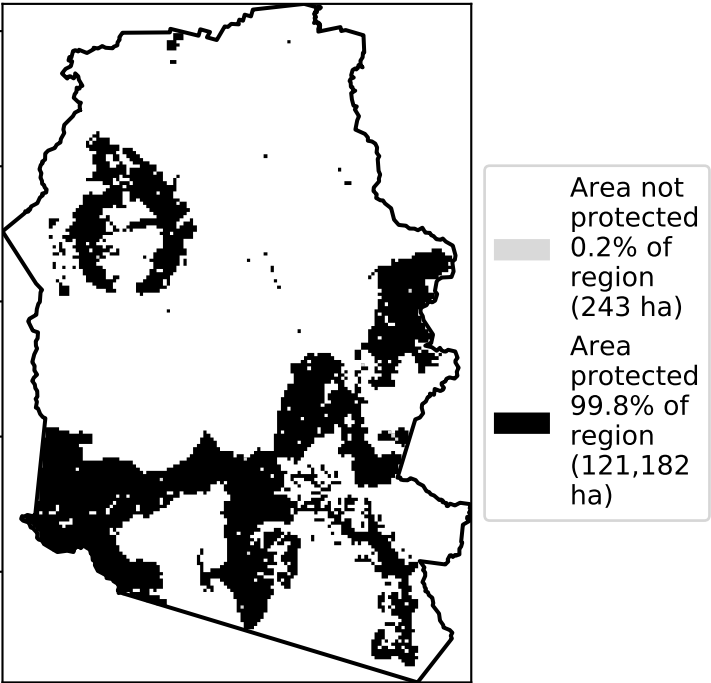 Area not
protected
0.2% of
region
(243 ha)
Area
protected
99.8% of
region
(121,182
ha)